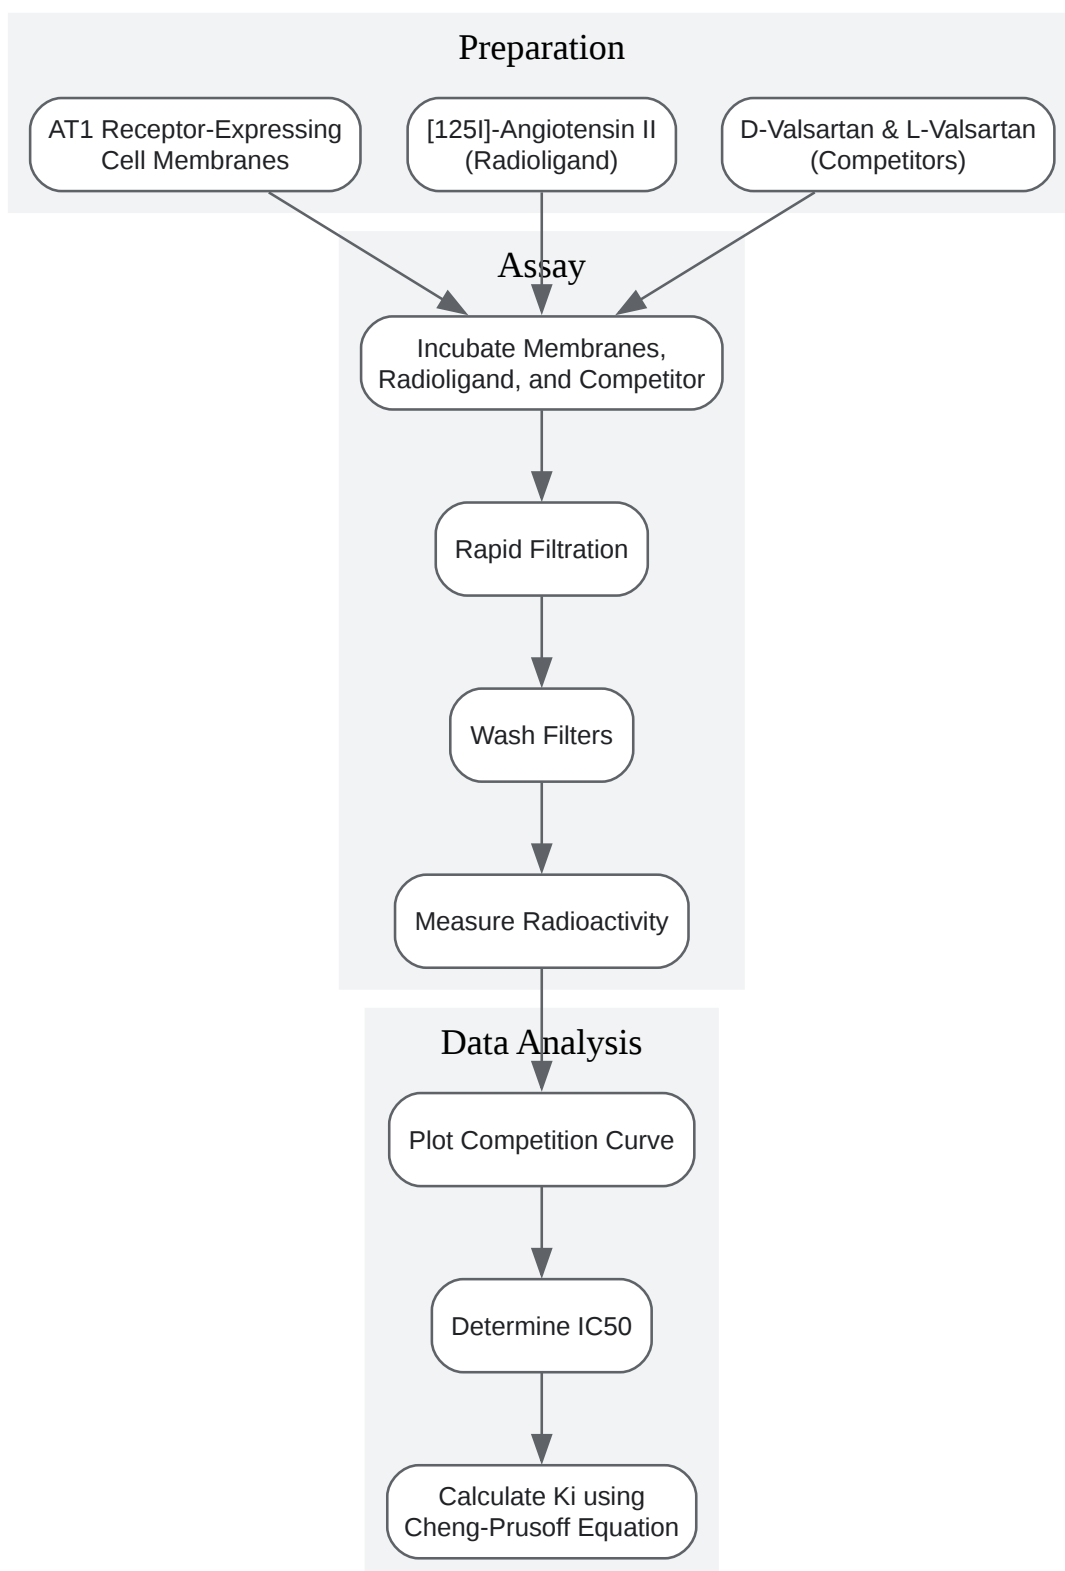 Preparation
AT1 Receptor-Expressing
Cell Membranes
[125I]-Angiotensin II
(Radioligand)
D-Valsartan & L-Valsartan
(Competitors)
Assay
Incubate Membranes,
Radioligand, and Competitor
Rapid Filtration
Wash Filters
Measure Radioactivity
Data Analysis
Plot Competition Curve
Determine IC50
Calculate Ki using
Cheng-Prusoff Equation